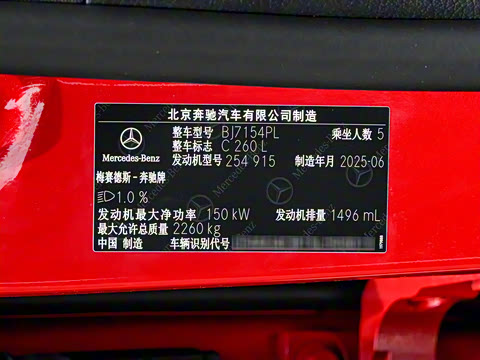 北京奔驰汽车有限公司制造
整车型号 BJ7154PL 乘坐人数 5
整车标志 C 260 L
Mercedes-Benz 发动机型号 254 915 制造年月 2025-06
梅赛德斯-奔驰牌
1.0 %
发动机最大净功率 150 kW 发动机排量 1496 mL
最大允许总质量 2260 kg
中国 制造 车辆识别代号